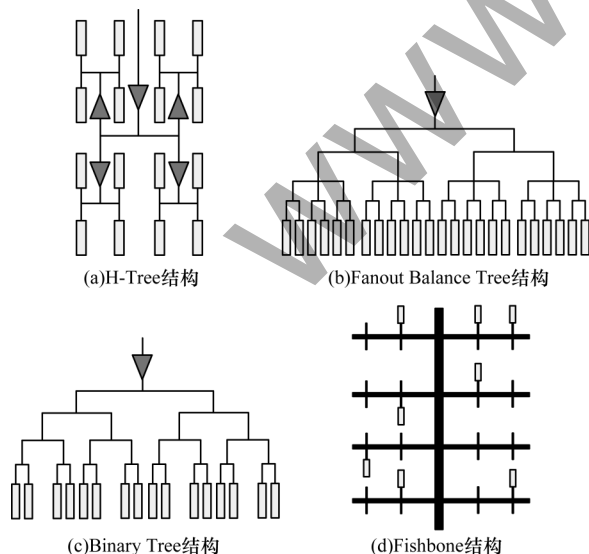 WWW
(a)H-Tree结构
(b)Fanout Balance Tree结构
(c)Binary Tree结构
(d)Fishbone结构